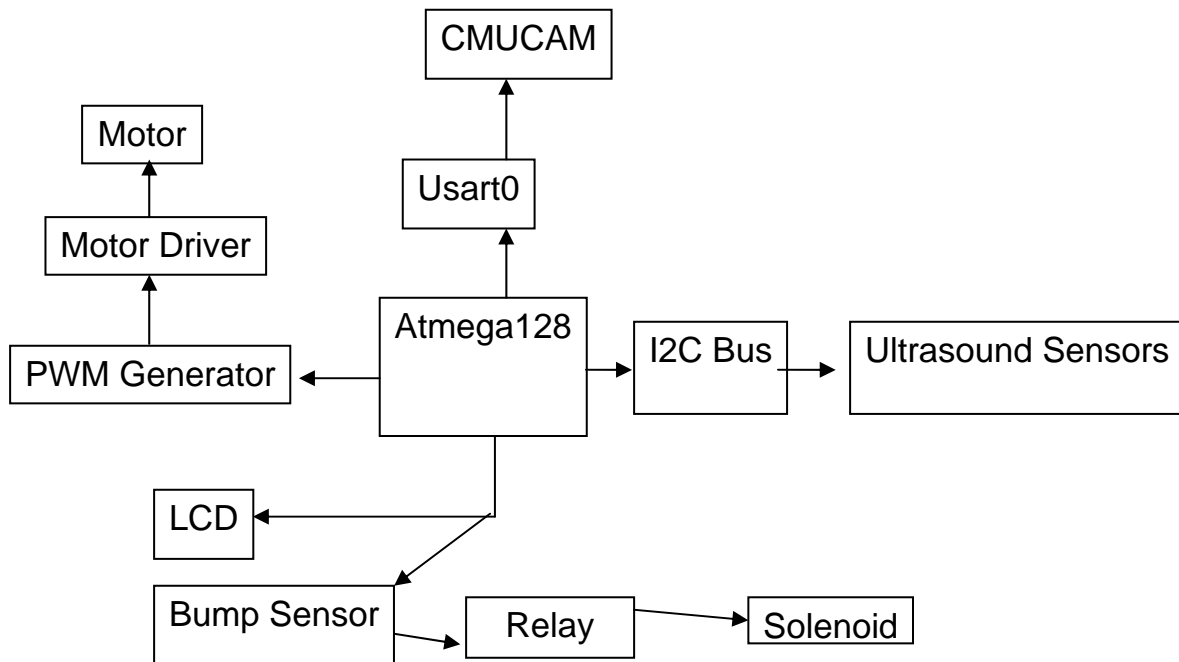 CMUCAM
Motor
Usart0
Motor Driver
Atmega128
I2C Bus
Ultrasound Sensors
PWM Generator
LCD
Bump Sensor
Relay
Solenoid